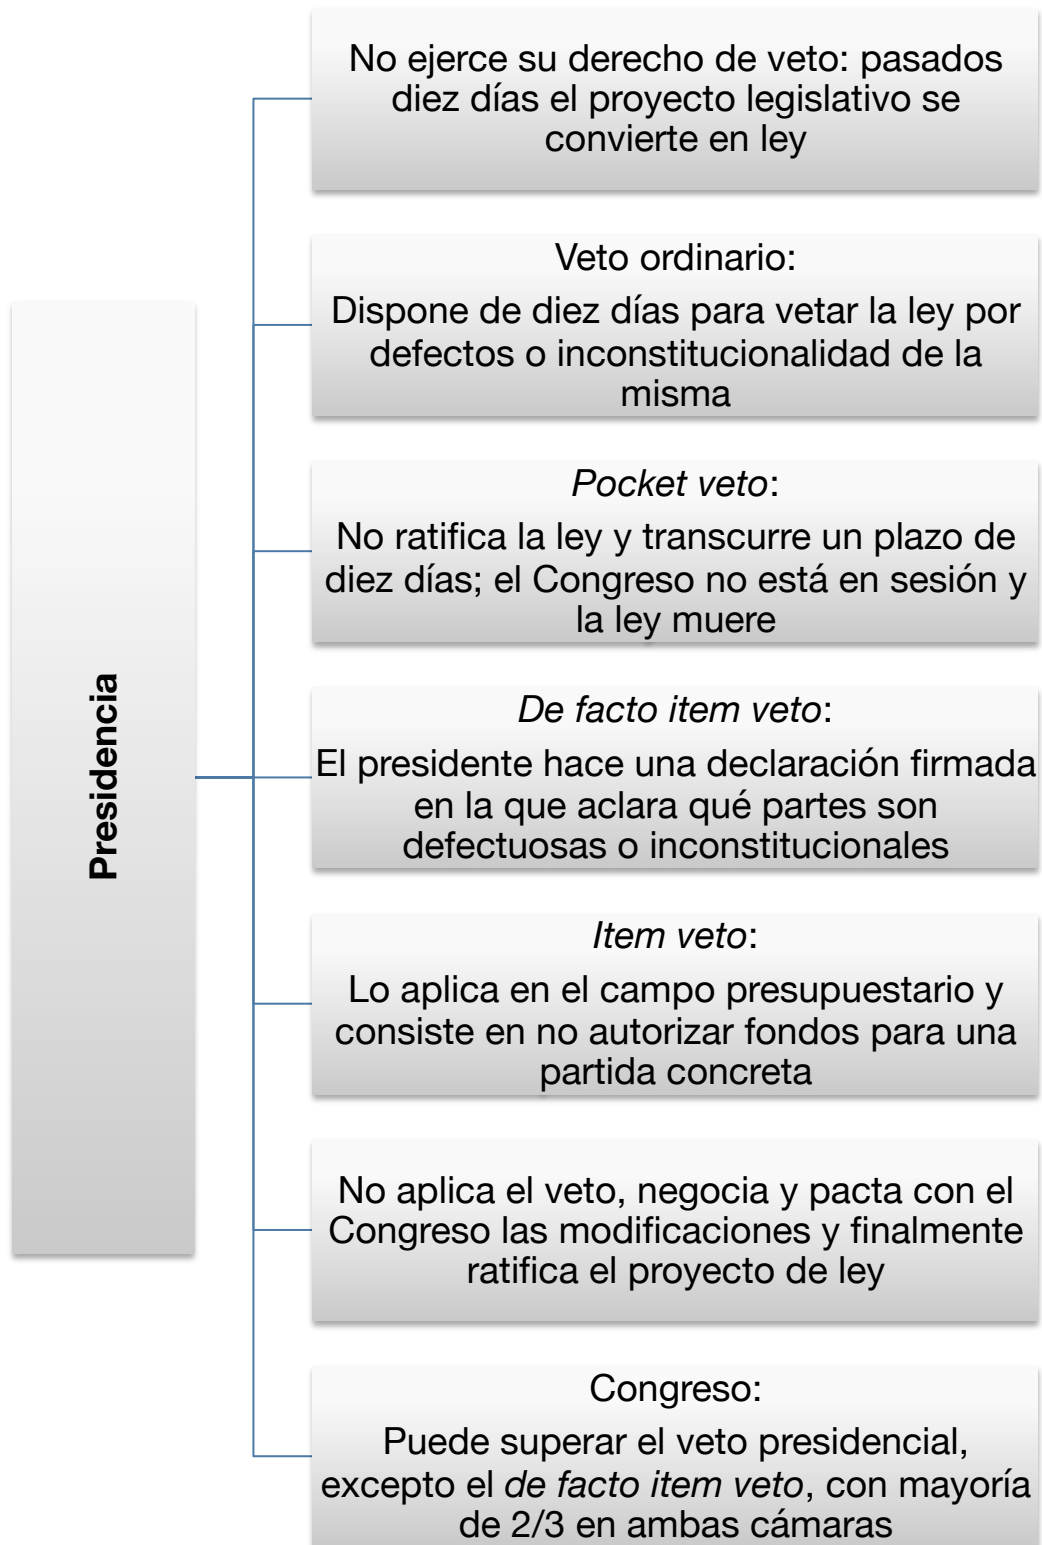 Presidencia
No ejerce su derecho de veto: pasados
diez días el proyecto legislativo se
convierte en ley
Veto ordinario:
Dispone de diez días para vetar la ley por
defectos o inconstitucionalidad de la
misma
Pocket veto:
No ratifica la ley y transcurre un plazo de
diez días; el Congreso no está en sesión y
la ley muere
De facto item veto:
El presidente hace una declaración firmada
en la que aclara qué partes son
defectuosas o inconstitucionales
Item veto:
Lo aplica en el campo presupuestario y
consiste en no autorizar fondos para una
partida concreta
No aplica el veto, negocia y pacta con el
Congreso las modificaciones y finalmente
ratifica el proyecto de ley
Congreso:
Puede superar el veto presidencial,
excepto el de facto item veto, con mayoría
de 2/3 en ambas cámaras